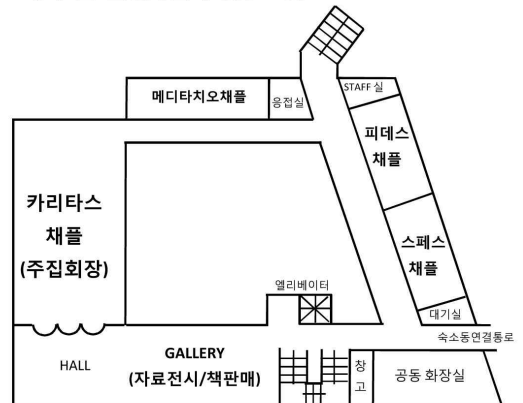 메디타치오채플
응접실
STAFF 실
피데스
채플
카리타스
채플
(주집회장)
스페스
채플
엘리베이터
대기실
숙소동연결통로
HALL
GALLERY
(자료전시/책판매)
창
고
공동 화장실